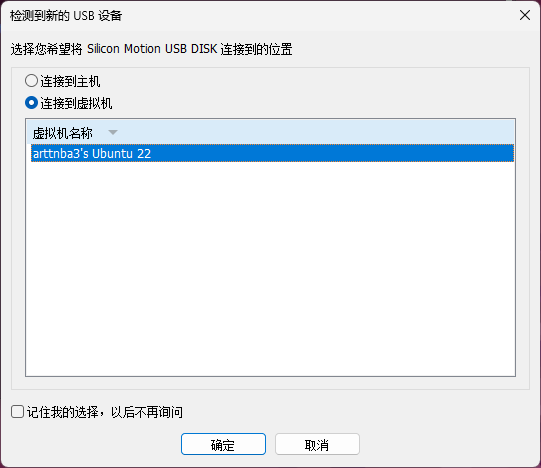 检测到新的 USB 设备
选择您希望将 Silicon Motion USB DISK 连接到的位置
连接到主机
连接到虚拟机
虚拟机名称
arttnba3's Ubuntu 22
记住我的选择，以后不再询问
确定
取消